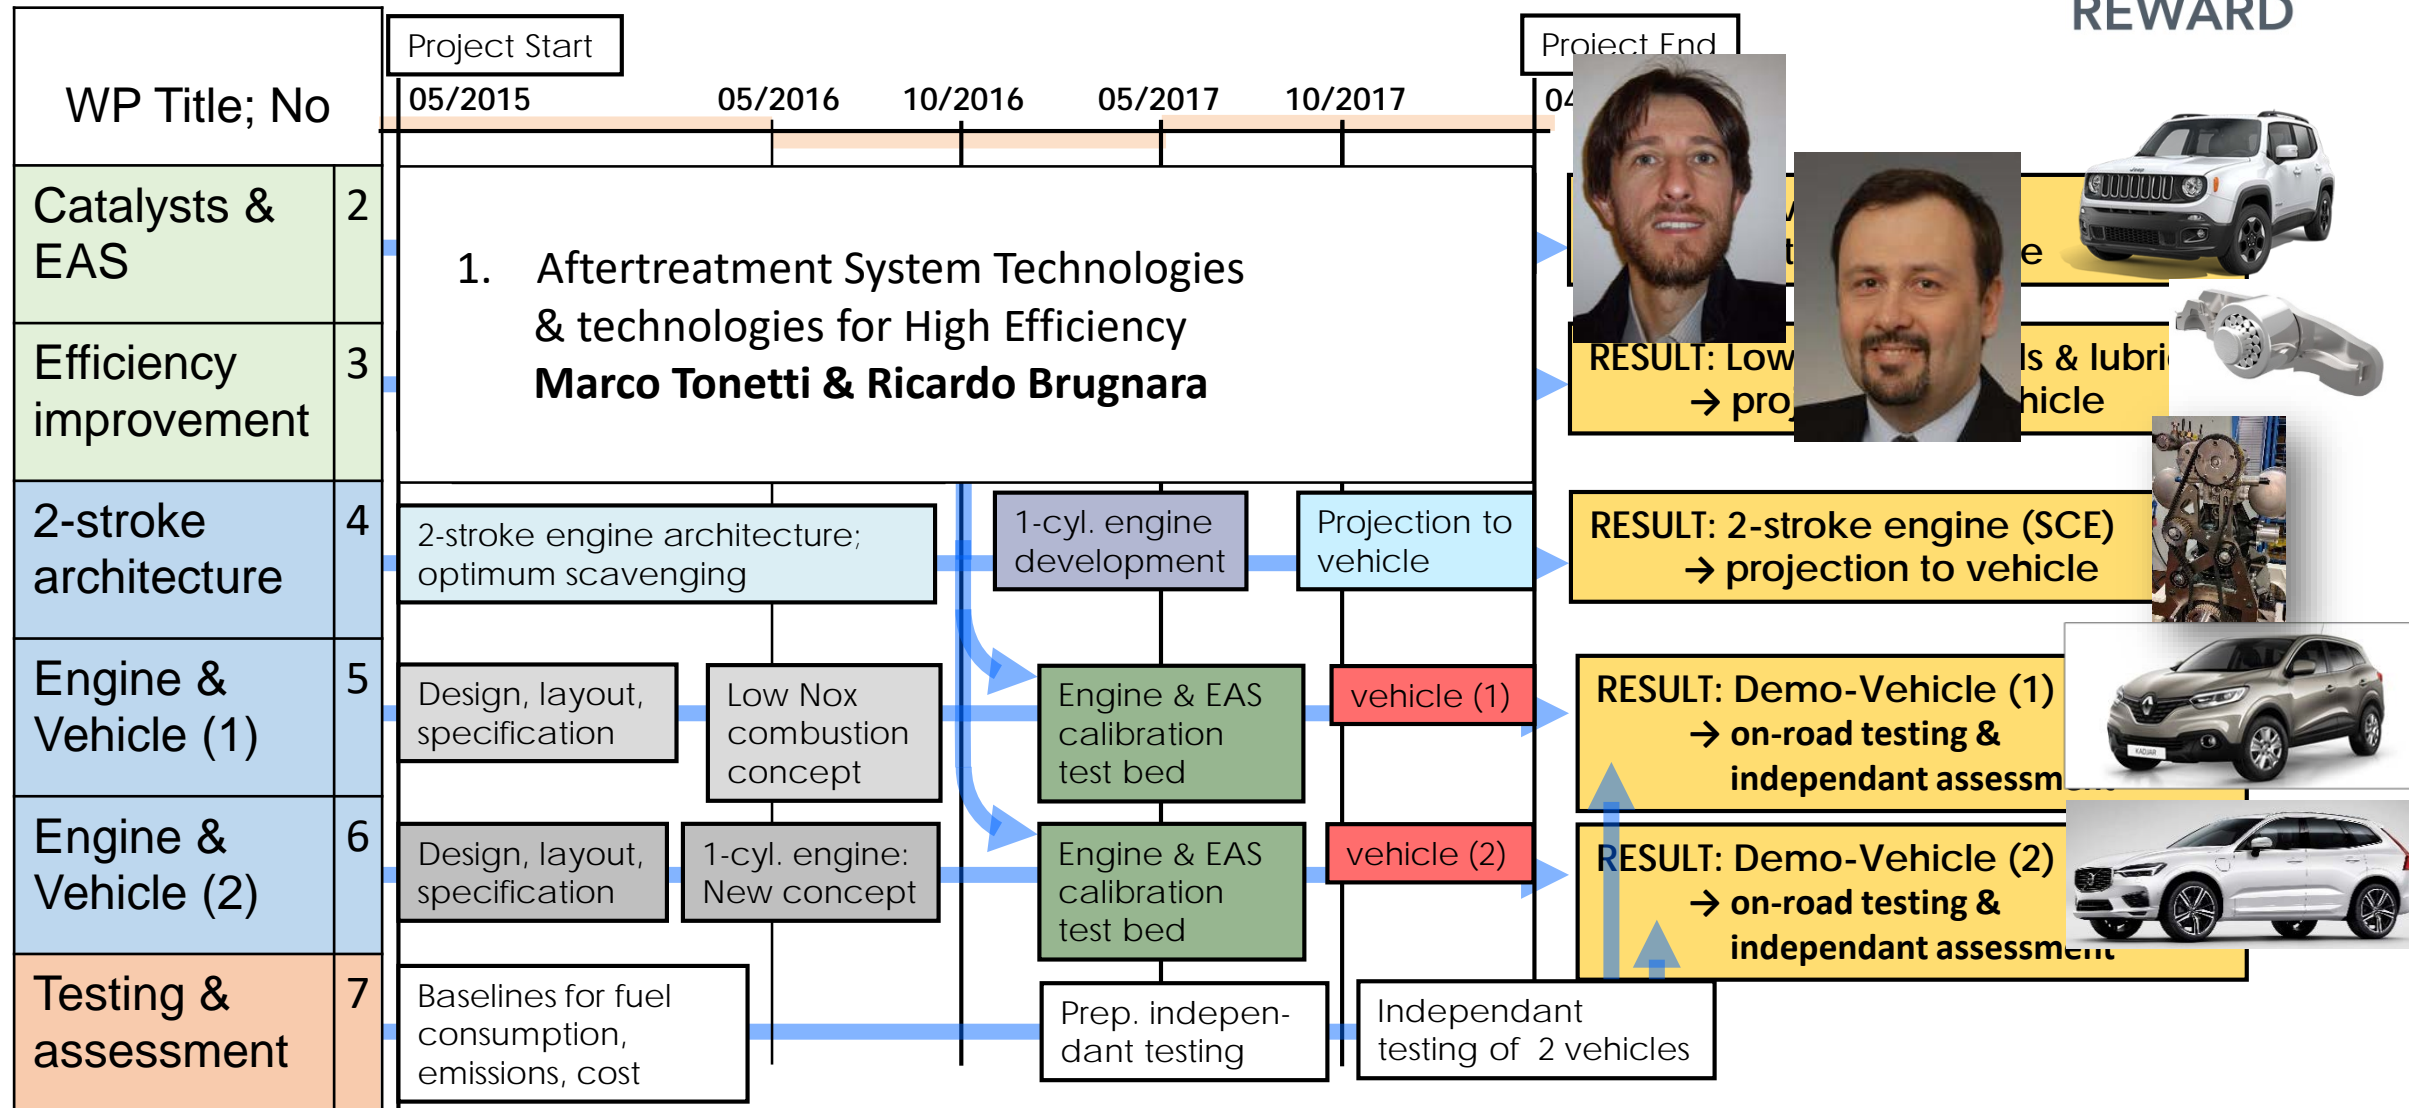 REWARD
Project Start
Project End
WP Title; No
05/2015
05/2016
10/2016
05/2017
10/2017
04
Catalysts &
EAS
2
1. Aftertreatment System Technologies
& technologies for High Efficiency
Marco Tonetti & Ricardo Brugnara
e
Efficiency
improvement
3
RESULT: Low
ls & lubri
→ proj
hicle
2-stroke
architecture
4
2-stroke engine architecture;
optimum scavenging
1-cyl. engine
development
Projection to
vehicle
RESULT: 2-stroke engine (SCE)
→ projection to vehicle
Engine &
Vehicle (1)
5
Design, layout,
specification
Low Nox
combustion
concept
Engine & EAS
calibration
test bed
vehicle (1)
RESULT: Demo-Vehicle (1)
→ on-road testing &
independant assessment
KADJAR
Engine &
Vehicle (2)
6
Design, layout,
specification
1-cyl. engine:
New concept
Engine & EAS
calibration
test bed
vehicle (2)
RESULT: Demo-Vehicle (2)
→ on-road testing &
independant assessment
Testing &
assessment
7
Baselines for fuel
consumption,
emissions, cost
Prep. indepen-
dant testing
Independant
testing of 2 vehicles